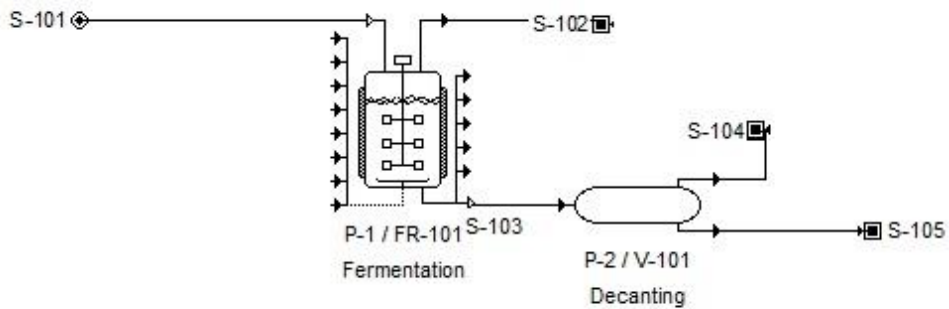 S-101
S-102
S-104
S-103
P-1 / FR-101
Fermentation
S-105
P-2 / V-101
Decanting